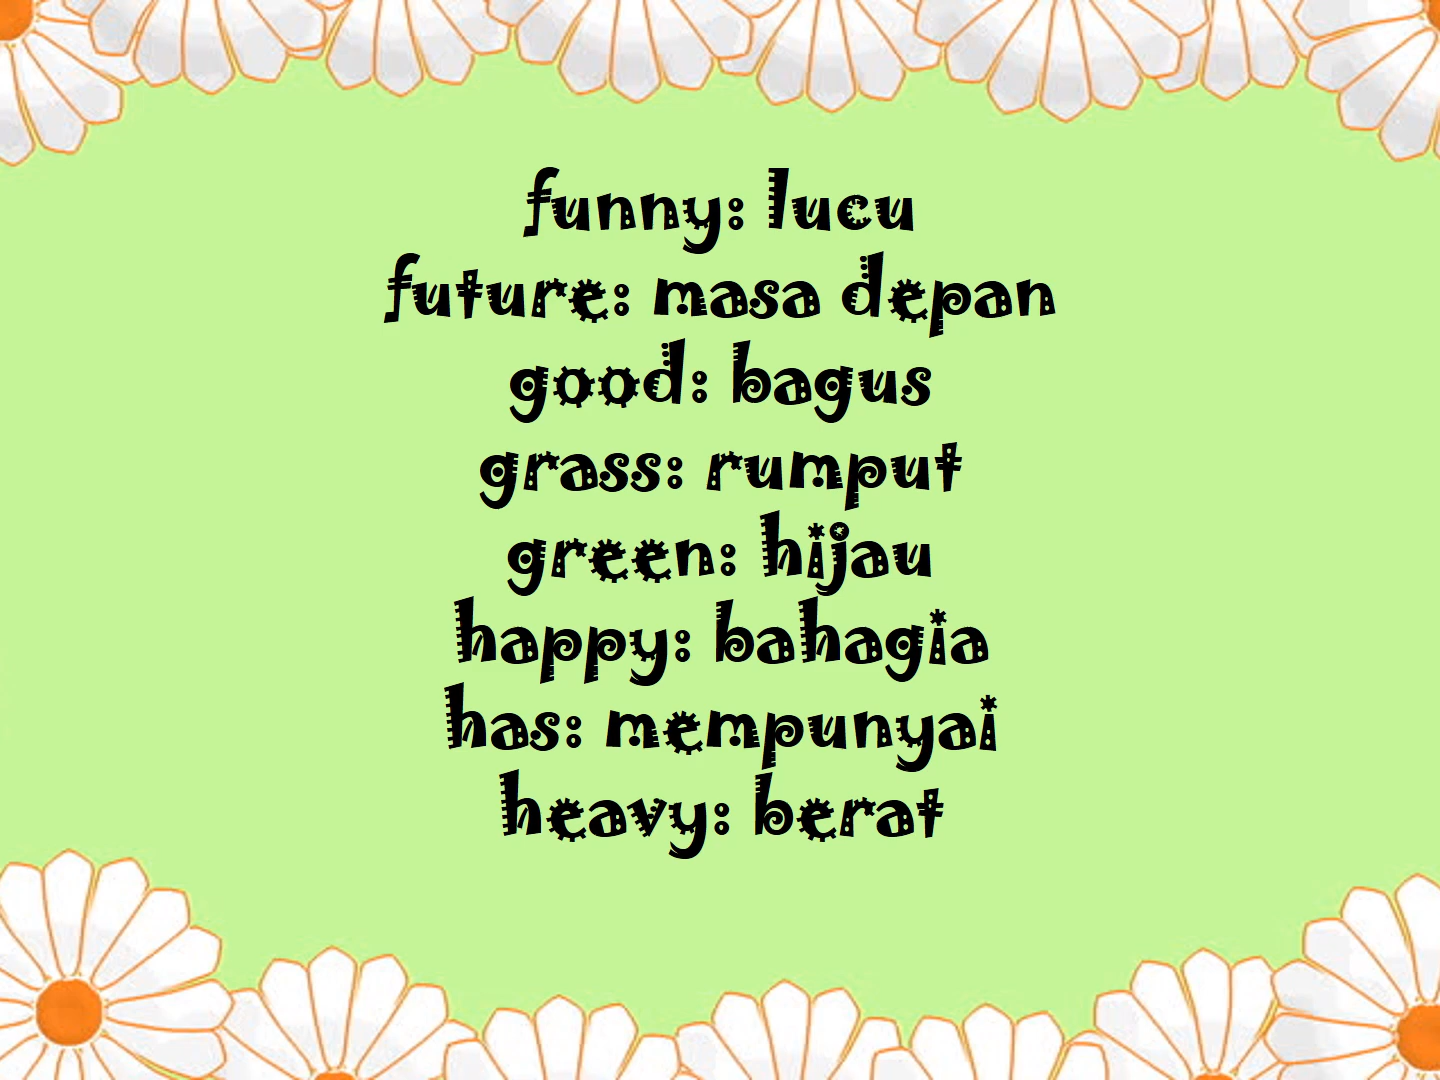 funny: lucu
future: masa depan
good: bagus
grass: rumput
green: hijau
happy: bahagia
has: mempunyai
heavy: berat